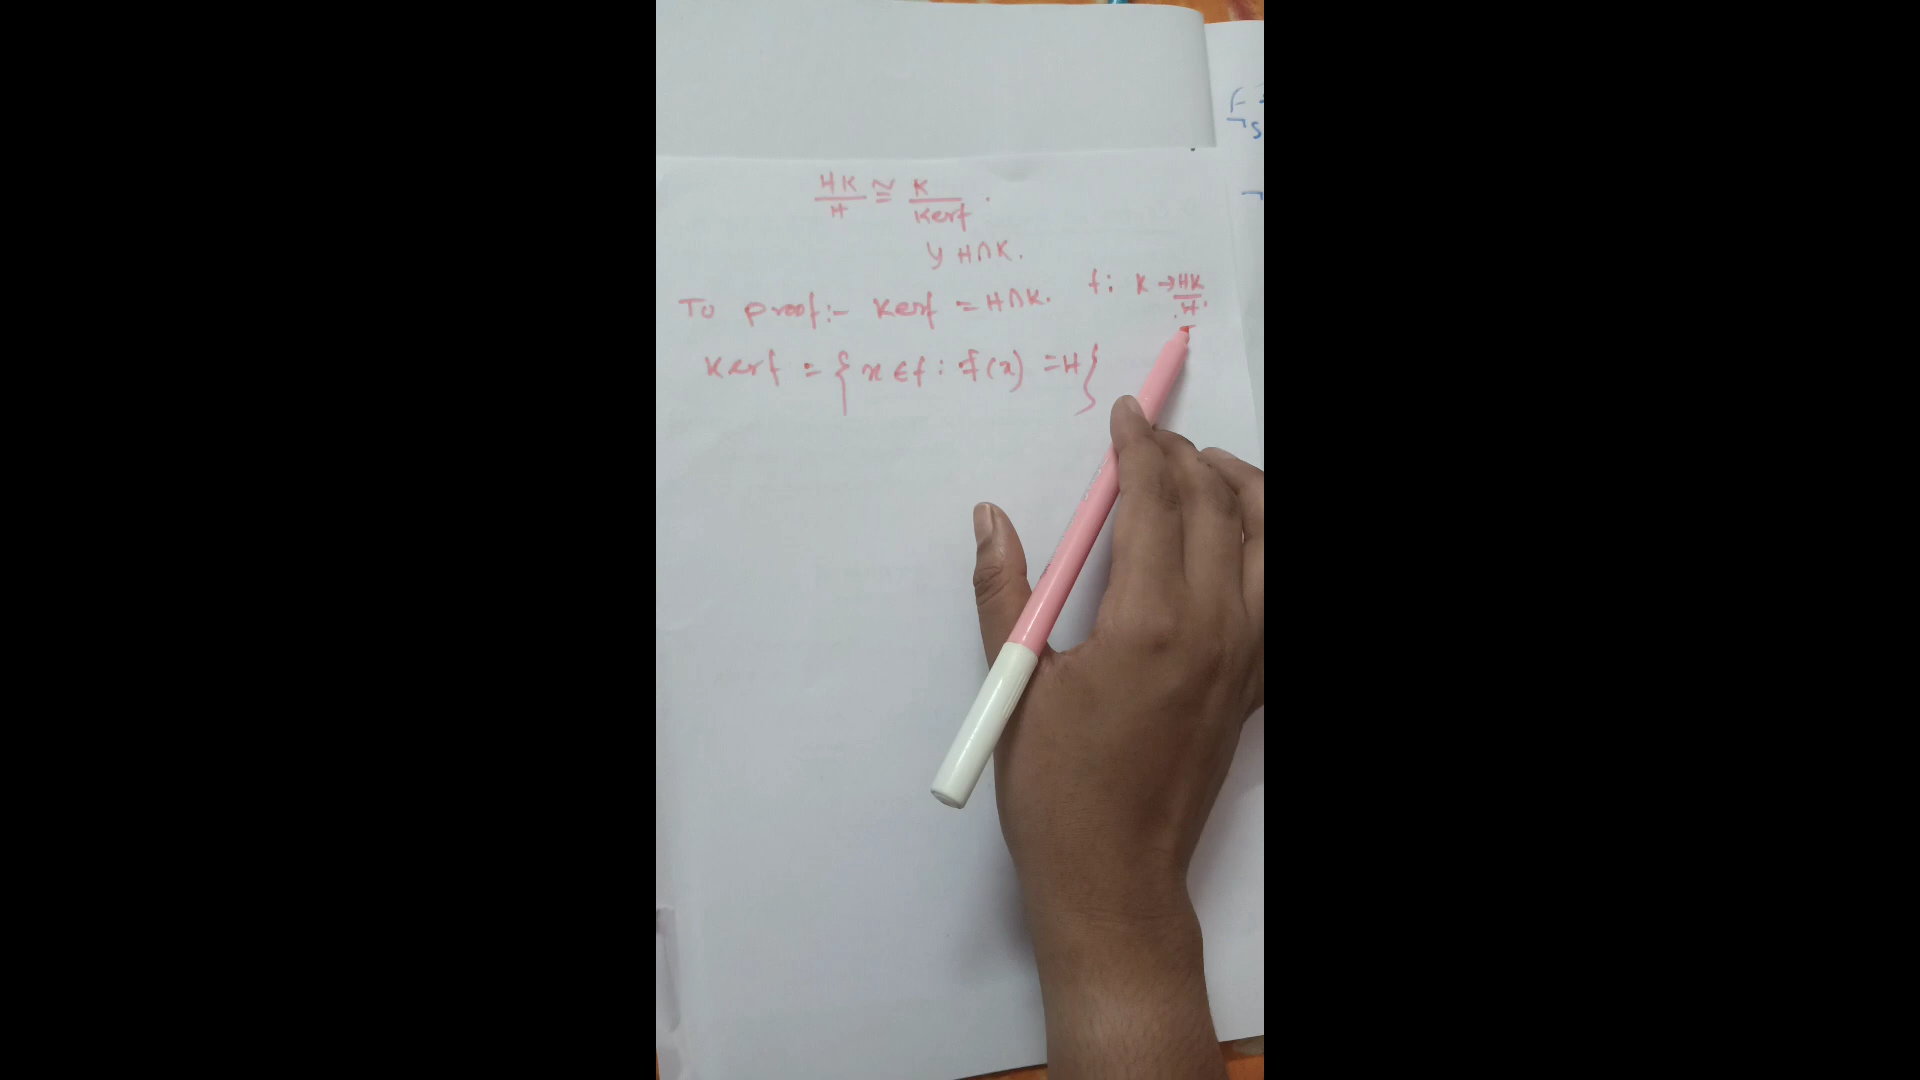 HK/H ≅ K/Kerf .
H∩K.
To proof:- Kerf = H∩K. f: K → HK/H.
Kerf = { x ∈ f : f(x) = H }